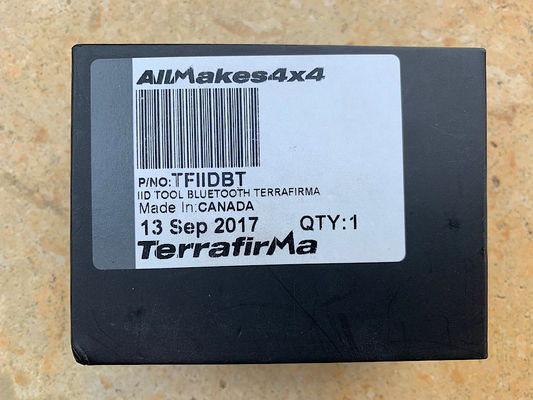 AllMakes4x4
P/NO:TFIIDBT
IID TOOL BLUETOOTH TERRAFIRMA
Made In:CANADA
13 Sep 2017 QTY:1
TerrafirMa